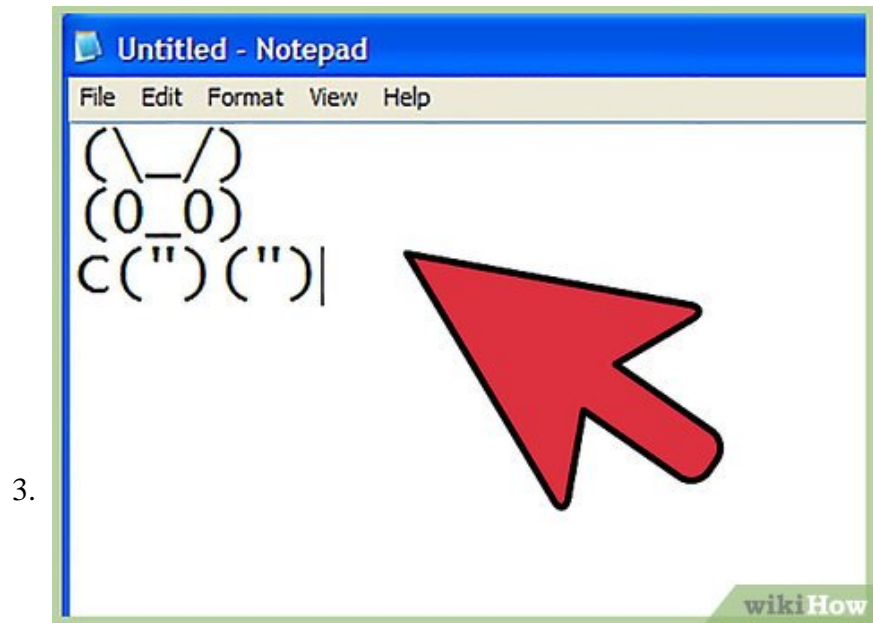 Untitled - Notepad
File Edit Format View Help
(\_/)
(0_0)
C(")(")
3.
wikiHow